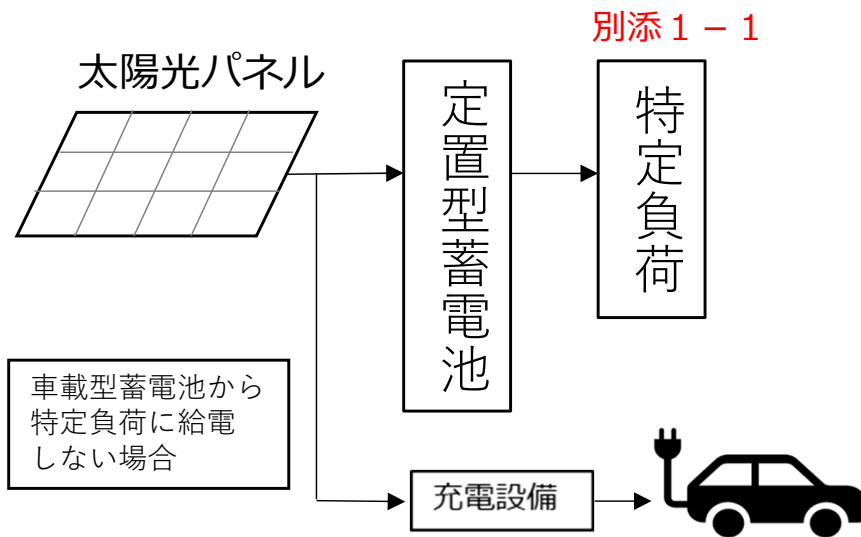 別添１－１
太陽光パネル
定置型蓄電池
特定負荷
車載型蓄電池から
特定負荷に給電
しない場合
充電設備